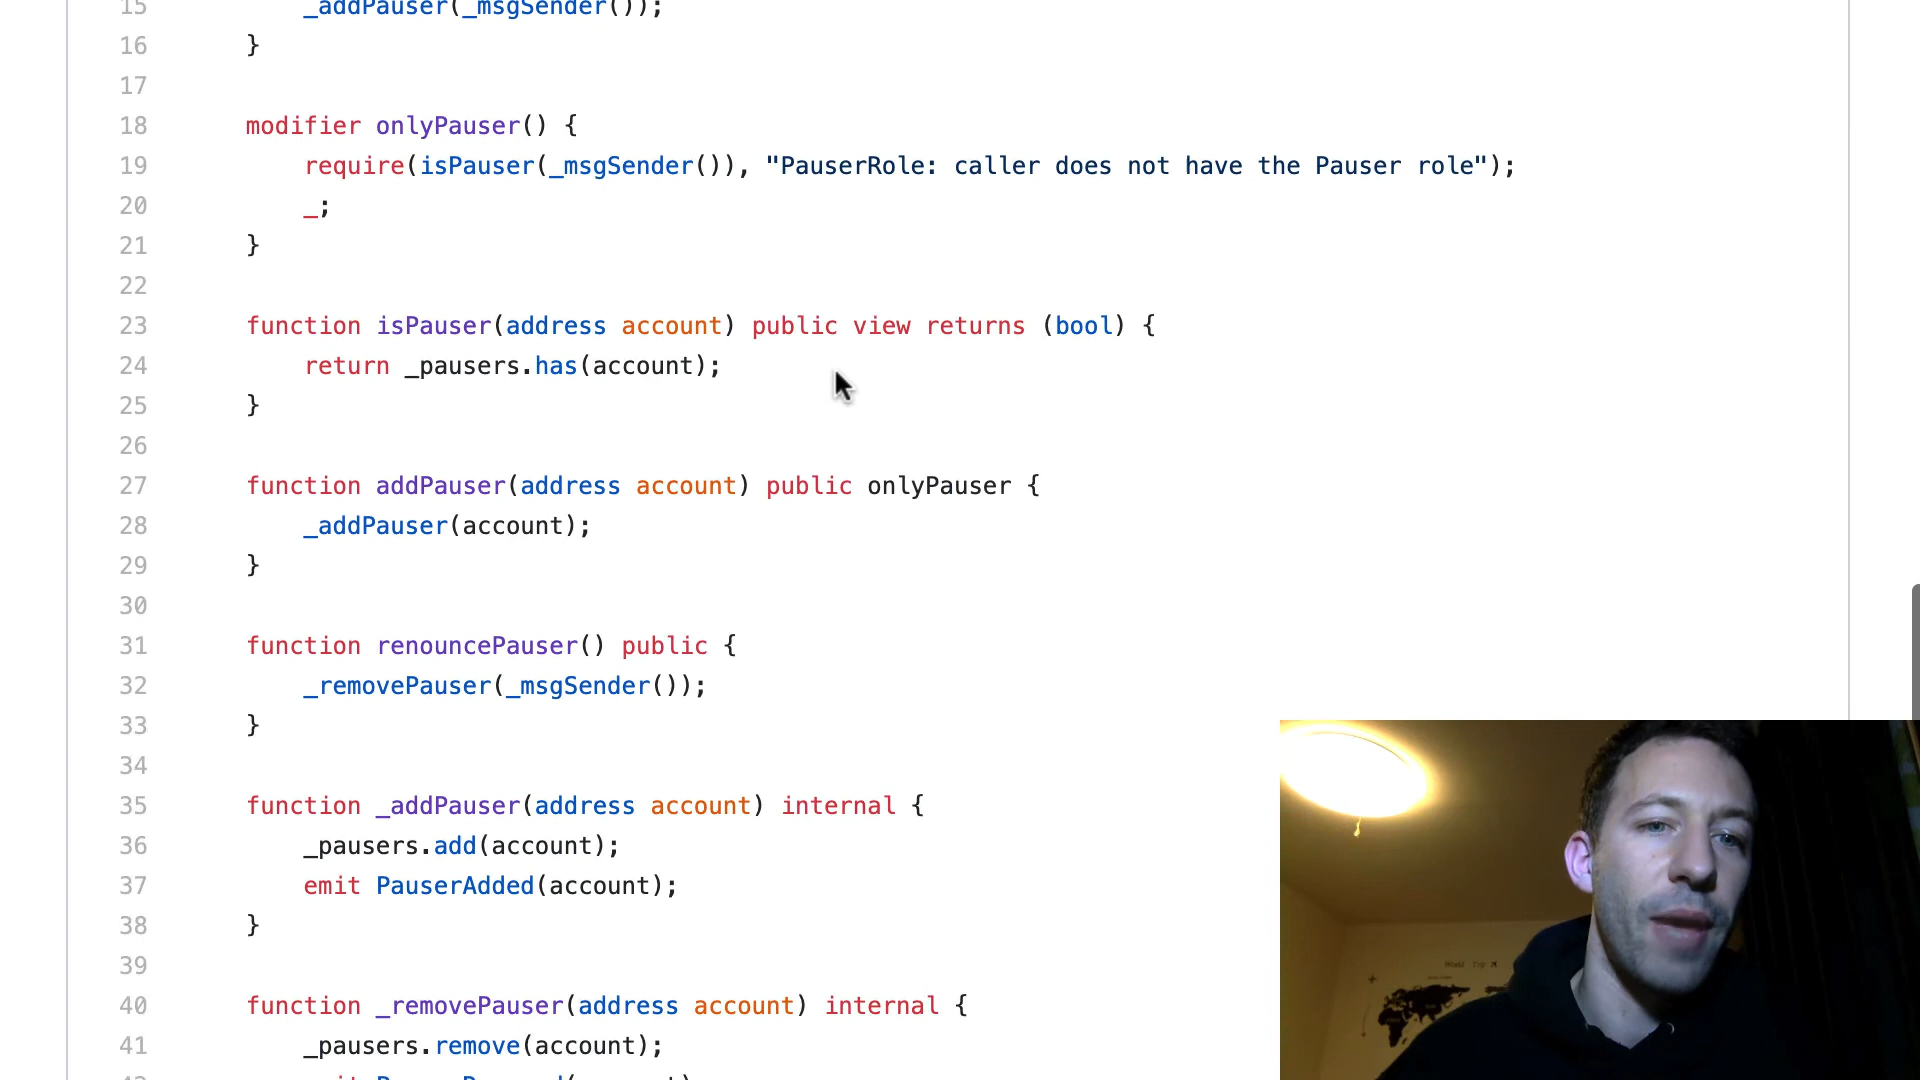 15 _addPauser(_msgSender());
16 }
17
18 modifier onlyPauser() {
19 require(isPauser(_msgSender()), "PauserRole: caller does not have the Pauser role");
20 _;
21 }
22
23 function isPauser(address account) public view returns (bool) {
24 return _pausers.has(account);
25 }
26
27 function addPauser(address account) public onlyPauser {
28 _addPauser(account);
29 }
30
31 function renouncePauser() public {
32 _removePauser(_msgSender());
33 }
34
35 function _addPauser(address account) internal {
36 _pausers.add(account);
37 emit PauserAdded(account);
38 }
39
40 function _removePauser(address account) internal {
41 _pausers.remove(account);